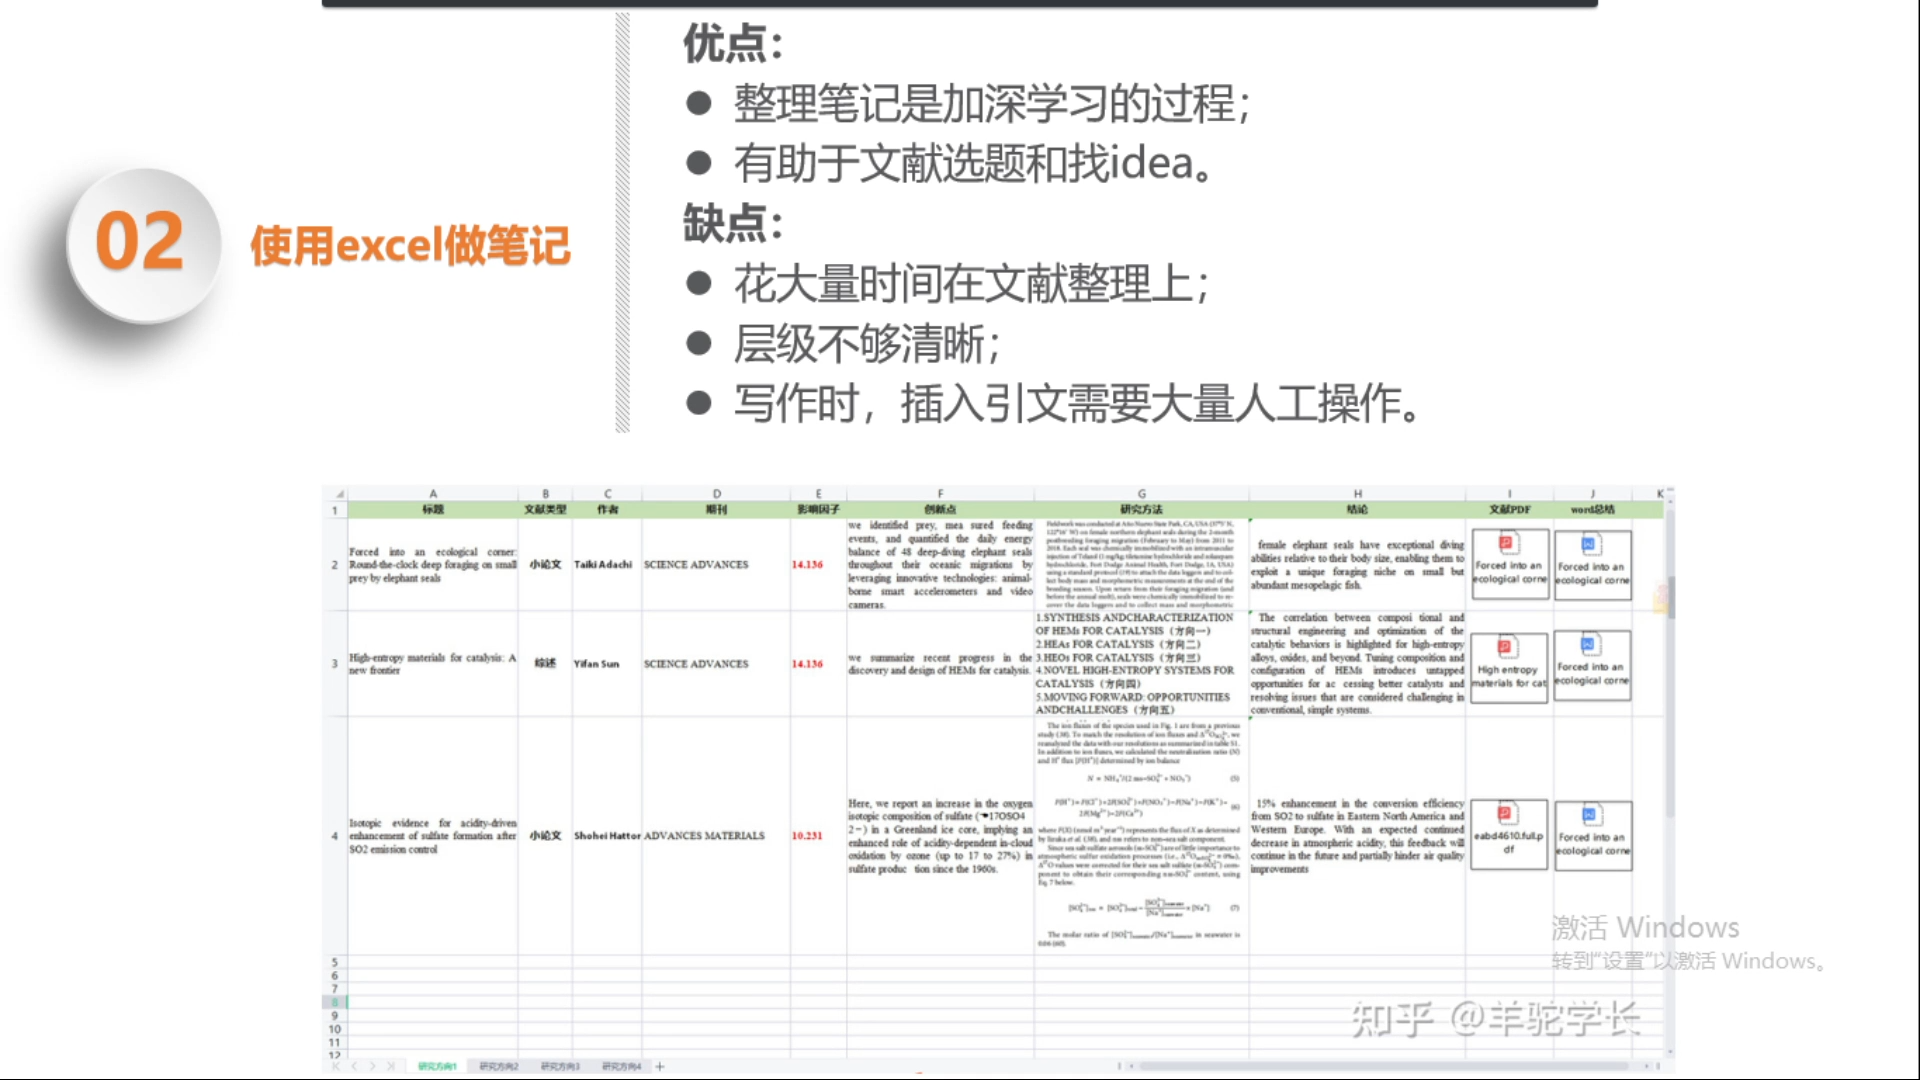 优点：
整理笔记是加深学习的过程；
有助于文献选题和找idea。
缺点：
花大量时间在文献整理上；
层级不够清晰；
写作时，插入引文需要大量人工操作。
02
使用excel做笔记
A B C D E F G H I J K
1 标题 文献类型 作者 期刊 影响因子 创新点 研究方法 结论 文献PDF word总结
2
Forced into an ecological corner:
Round-the-clock deep foraging on small
prey by elephant seals
小论文
Taiki Adachi
SCIENCE ADVANCES
14.136
we identified prey, mea sured feeding
events, and quantified the daily energy
balance of 48 deep-diving elephant seals
throughout their oceanic migrations by
leveraging innovative technologies: animal-
borne smart accelerometers and video
cameras.
female elephant seals have exceptional diving
abilities relative to their body size, enabling them to
exploit a unique foraging niche on small but
abundant mesopelagic fish.
Forced into an
ecological corne
Forced into an
ecological corne
3
High-entropy materials for catalysis: A
new frontier
综述
Yifan Sun
SCIENCE ADVANCES
14.136
we summarize recent progress in the
discovery and design of HEMs for catalysis.
1.SYNTHESIS ANDCHARACTERIZATION
OF HEMs FOR CATALYSIS（方向一）
2.HEAs FOR CATALYSIS（方向二）
3.HEOs FOR CATALYSIS（方向三）
4.NOVEL HIGH-ENTROPY SYSTEMS FOR
CATALYSIS（方向四）
5.MOVING FORWARD: OPPORTUNITIES
ANDCHALLENGES（方向五）
The correlation between composi tional and
structural engineering and optimization of the
catalytic behaviors is highlighted for high-entropy
alloys, oxides, and beyond. Tuning composition and
configuration of HEMs introduces untapped
opportunities for ac cessing better catalysts and
resolving issues that are considered challenging in
conventional, simple systems.
High entropy
materials for cat
Forced into an
ecological corne
4
Isotopic evidence for acidity-driven
enhancement of sulfate formation after
SO2 emission control
小论文
Shohei Hattor
ADVANCES MATERIALS
10.231
Here, we report an increase in the oxygen
isotopic composition of sulfate (
17OSO4
2−) in a Greenland ice core, implying an
enhanced role of acidity-dependent in-cloud
oxidation by ozone (up to 17 to 27%) in
sulfate produc tion since the 1960s.
15% enhancement in the conversion efficiency
from SO2 to sulfate in Eastern North America and
Western Europe. With an expected continued
decrease in atmospheric acidity, this feedback will
continue in the future and partially hinder air quality
improvements
eabd4610.full.p
df
Forced into an
ecological corne
5
6
7
8
9
10
11
12
研究方向1 研究方向2 研究方向3 研究方向4 +
激活 Windows
转到“设置”以激活 Windows。
知乎 @羊驼学长